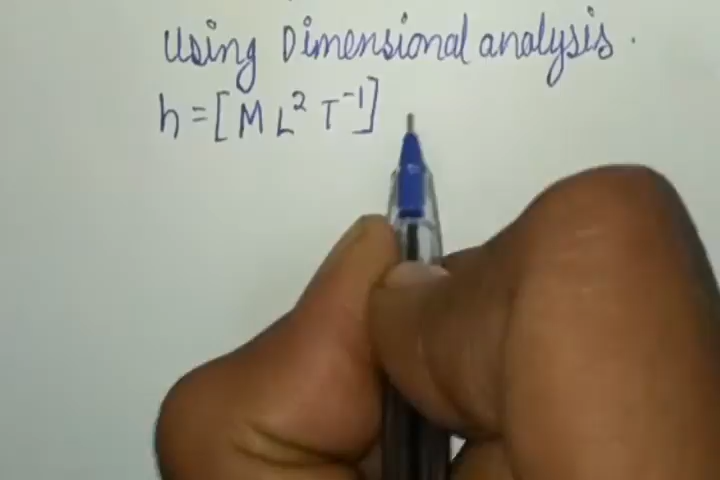 Using Dimensional analysis.
h = [M L² T⁻¹]